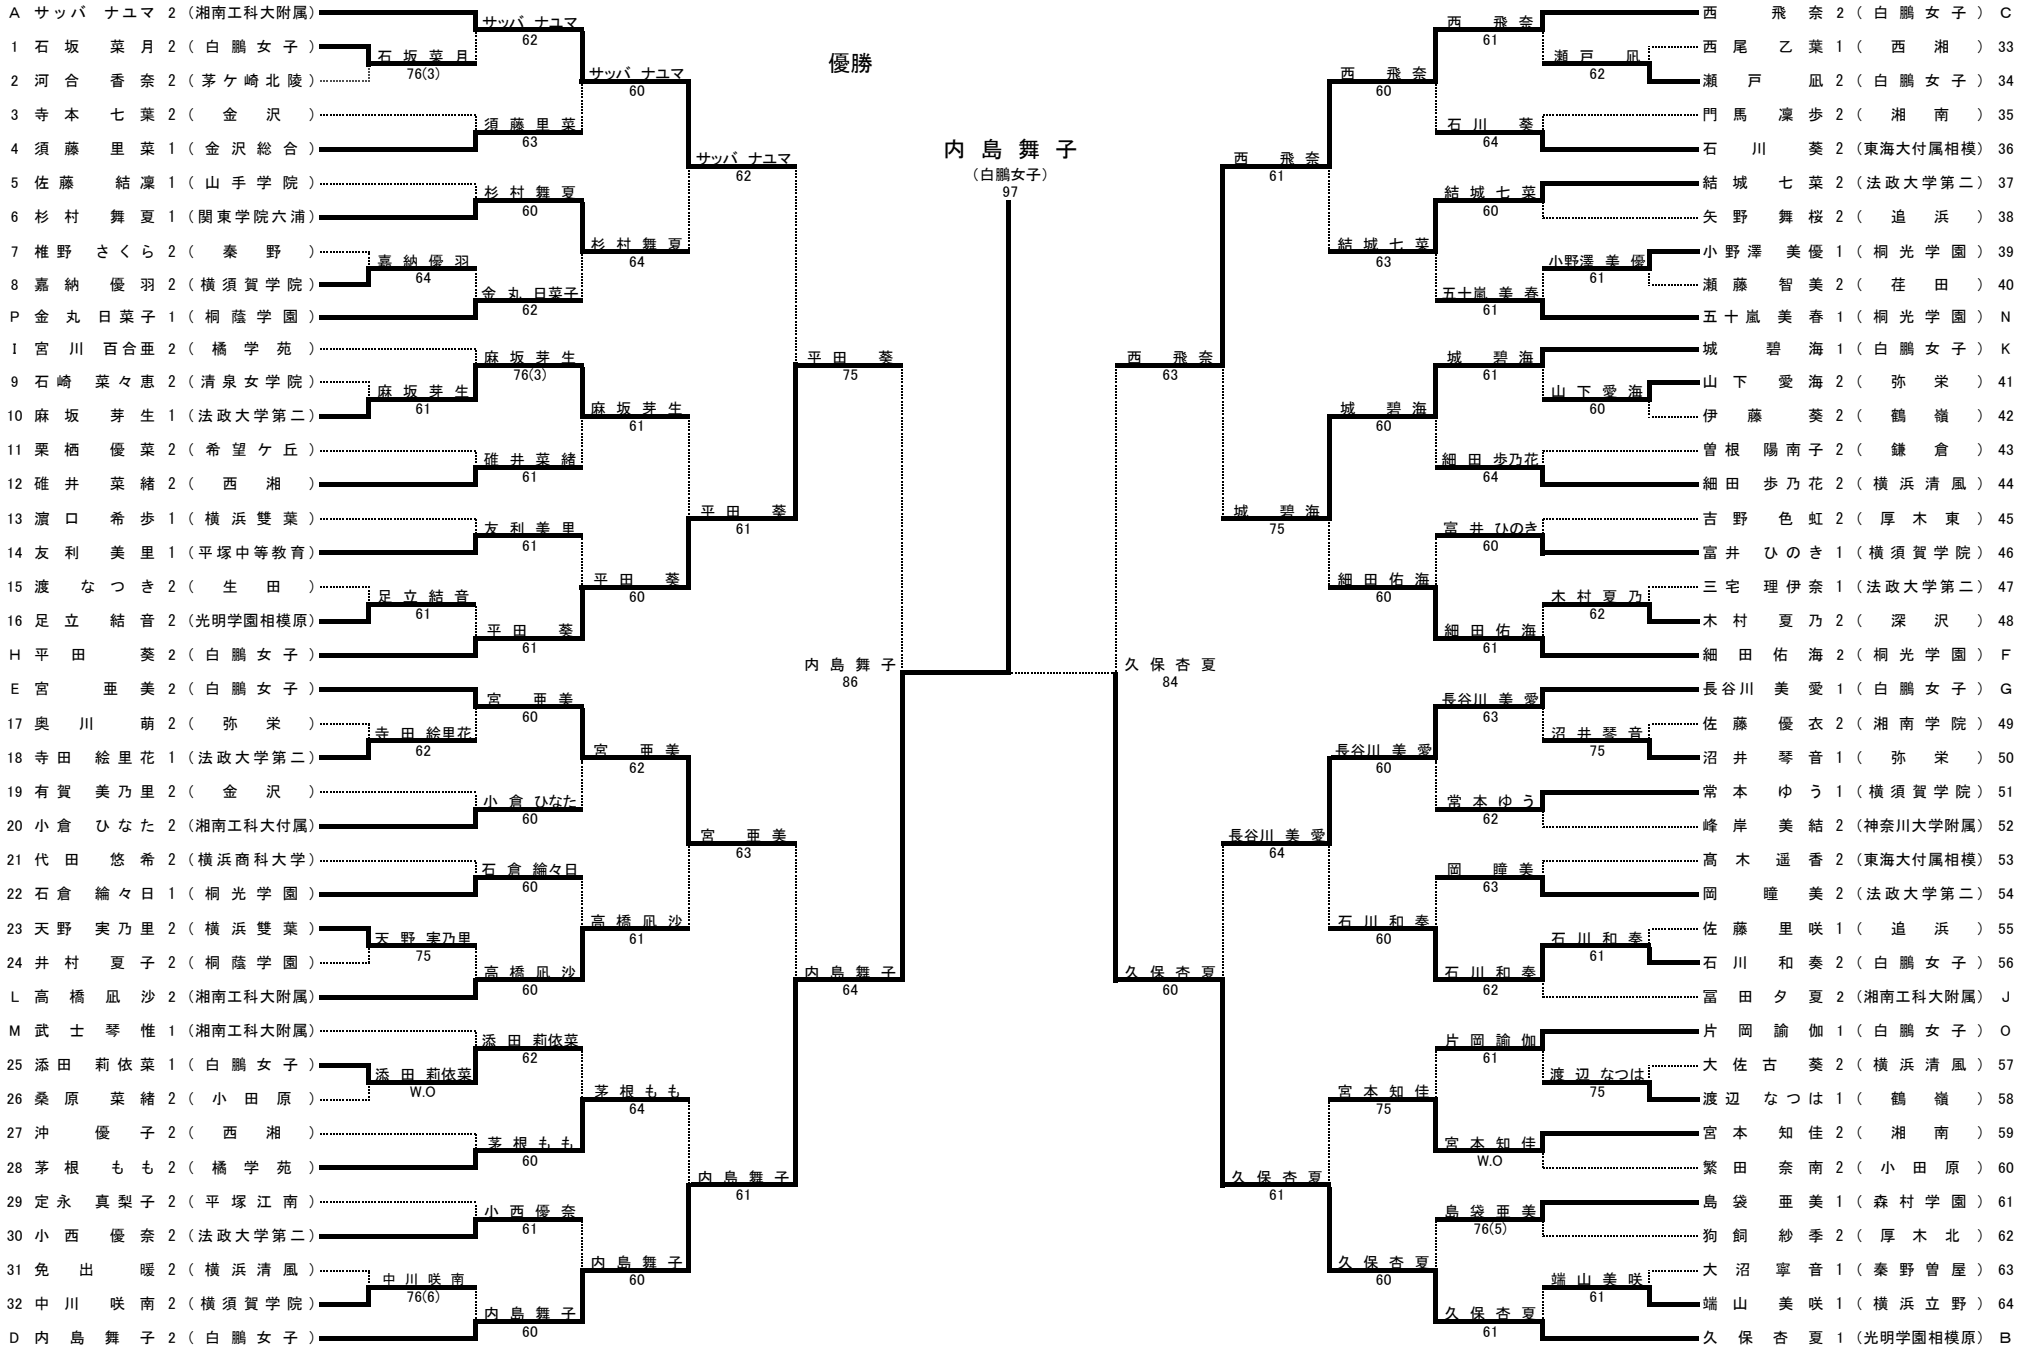 A サッバ ナユマ 2 (湘南工科大附属)
1 石坂 菜月 2 (白鵬女子)
2 河合 香奈 2 (茅ケ崎北陵)
3 寺本 七葉 2 (金沢)
4 須藤 里菜 1 (金沢総合)
5 佐藤 結凜 1 (山手学院)
6 杉村 舞夏 1 (関東学院六浦)
7 椎野 さくら 2 (秦野)
8 嘉納 優羽 2 (横須賀学院)
P 金丸 日菜子 1 (桐蔭学園)
I 宮川 百合亜 2 (橘学苑)
9 石崎 菜々恵 2 (清泉女学院)
10 麻坂 芽生 1 (法政大学第二)
11 栗栖 優菜 2 (希望ケ丘)
12 碓井 菜緒 2 (西湘)
13 濵口 希歩 1 (横浜雙葉)
14 友利 美里 1 (平塚中等教育)
15 渡 なつき 2 (生田)
16 足立 結音 2 (光明学園相模原)
H 平田 葵 2 (白鵬女子)
E 宮 亜美 2 (白鵬女子)
17 奥川 萌 2 (弥栄)
18 寺田 絵里花 1 (法政大学第二)
19 有賀 美乃里 2 (金沢)
20 小倉 ひなた 2 (湘南工科大付属)
21 代田 悠希 2 (横浜商科大学)
22 石倉 綸々日 1 (桐光学園)
23 天野 実乃里 2 (横浜雙葉)
24 井村 夏子 2 (桐蔭学園)
L 高橋 凪沙 2 (湘南工科大附属)
M 武士 琴惟 1 (湘南工科大附属)
25 添田 莉依菜 1 (白鵬女子)
26 桑原 菜緒 2 (小田原)
27 沖 優子 2 (西湘)
28 茅根 もも 2 (橘学苑)
29 定永 真梨子 2 (平塚江南)
30 小西 優奈 2 (法政大学第二)
31 免出 暖 2 (横浜清風)
32 中川 咲南 2 (横須賀学院)
D 内島 舞子 2 (白鵬女子)
石坂菜月
76(3)
嘉納優羽
64
麻坂芽生
61
足立結音
61
寺田絵里花
62
天野実乃里
75
添田莉依菜
W.O
中川咲南
76(6)
サッバ ナユマ
62
須藤里菜
63
杉村舞夏
60
金丸日菜子
62
麻坂芽生
76(3)
碓井菜緒
61
友利美里
61
平田 葵
61
宮 亜美
60
小倉ひなた
60
石倉綸々日
60
高橋凪沙
60
添田莉依菜
62
茅根もも
60
小西優奈
61
内島舞子
60
サッバ ナユマ
60
杉村舞夏
64
麻坂芽生
61
平田 葵
60
宮 亜美
62
高橋凪沙
61
茅根もも
64
内島舞子
60
サッバ ナユマ
62
平田 葵
61
宮 亜美
63
内島舞子
61
平田 葵
75
内島舞子
64
内島舞子
86
優勝
内島舞子
(白鵬女子)
97
久保杏夏
84
西 飛奈
63
久保杏夏
60
西 飛奈
61
城 碧海
75
長谷川美愛
64
久保杏夏
61
西 飛奈
60
結城七菜
63
城 碧海
60
細田佑海
60
長谷川美愛
60
石川和奏
60
宮本知佳
75
久保杏夏
60
西 飛奈
61
石川 葵
64
結城七菜
60
五十嵐美春
61
城 碧海
61
細田歩乃花
64
富井ひのき
60
細田佑海
61
長谷川美愛
63
常本ゆう
62
岡 瞳美
63
石川和奏
62
片岡諭伽
61
宮本知佳
W.O
島袋亜美
76(5)
久保杏夏
61
瀬戸 凪
62
小野澤美優
61
山下愛海
60
木村夏乃
62
沼井琴音
75
石川和奏
61
渡辺なつは
75
端山美咲
61
西 飛奈 2 (白鵬女子) C
西尾 乙葉 1 (西湘) 33
瀬戸 凪 2 (白鵬女子) 34
門馬 凜歩 2 (湘南) 35
石川 葵 2 (東海大付属相模) 36
結城 七菜 2 (法政大学第二) 37
矢野 舞桜 2 (追浜) 38
小野澤 美優 1 (桐光学園) 39
瀬藤 智美 2 (荏田) 40
五十嵐 美春 1 (桐光学園) N
城 碧海 1 (白鵬女子) K
山下 愛海 2 (弥栄) 41
伊藤 葵 2 (鶴嶺) 42
曽根 陽南子 2 (鎌倉) 43
細田 歩乃花 2 (横浜清風) 44
吉野 色虹 2 (厚木東) 45
富井 ひのき 1 (横須賀学院) 46
三宅 理伊奈 1 (法政大学第二) 47
木村 夏乃 2 (深沢) 48
細田 佑海 2 (桐光学園) F
長谷川 美愛 1 (白鵬女子) G
佐藤 優衣 2 (湘南学院) 49
沼井 琴音 1 (弥栄) 50
常本 ゆう 1 (横須賀学院) 51
峰岸 美結 2 (神奈川大学附属) 52
髙木 遥香 2 (東海大付属相模) 53
岡 瞳美 2 (法政大学第二) 54
佐藤 里咲 1 (追浜) 55
石川 和奏 2 (白鵬女子) 56
冨田 夕夏 2 (湘南工科大附属) J
片岡 諭伽 1 (白鵬女子) O
大佐古 葵 2 (横浜清風) 57
渡辺 なつは 1 (鶴嶺) 58
宮本 知佳 2 (湘南) 59
繁田 奈南 2 (小田原) 60
島袋 亜美 1 (森村学園) 61
狗飼 紗季 2 (厚木北) 62
大沼 寧音 1 (秦野曽屋) 63
端山 美咲 1 (横浜立野) 64
久保 杏夏 1 (光明学園相模原) B